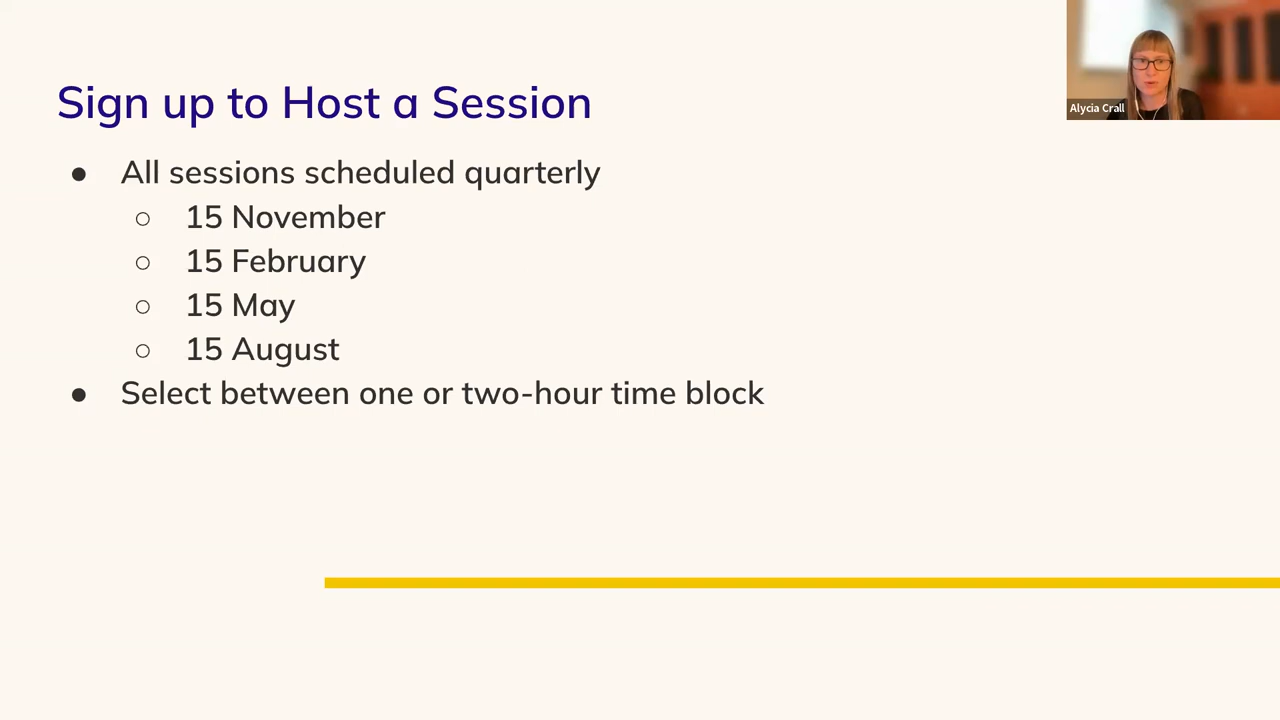 Sign up to Host a Session
● All sessions scheduled quarterly
○ 15 November
○ 15 February
○ 15 May
○ 15 August
● Select between one or two-hour time block
Alycia Crall